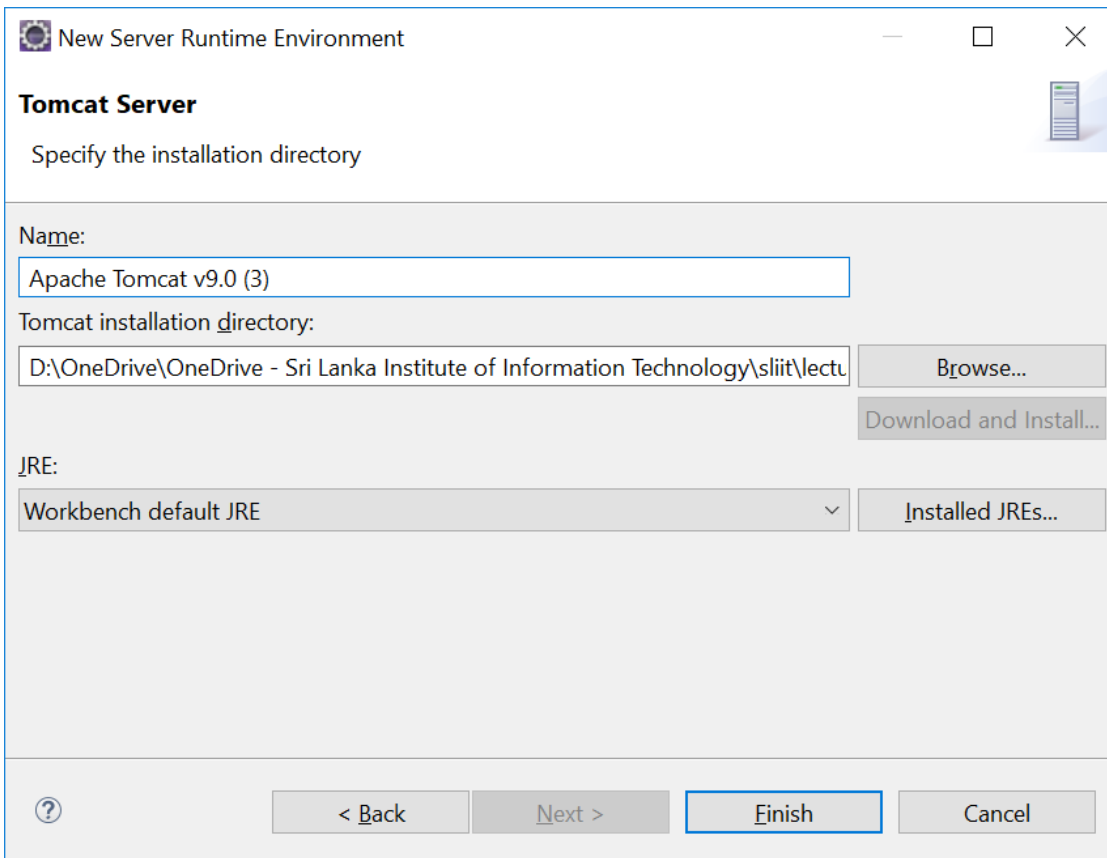 New Server Runtime Environment
Tomcat Server
Specify the installation directory
Name:
Apache Tomcat v9.0 (3)
Tomcat installation directory:
D:\OneDrive\OneDrive - Sri Lanka Institute of Information Technology\sliit\lectu
Browse...
Download and Install...
JRE:
Workbench default JRE
Installed JREs...
?
< Back
Next >
Finish
Cancel